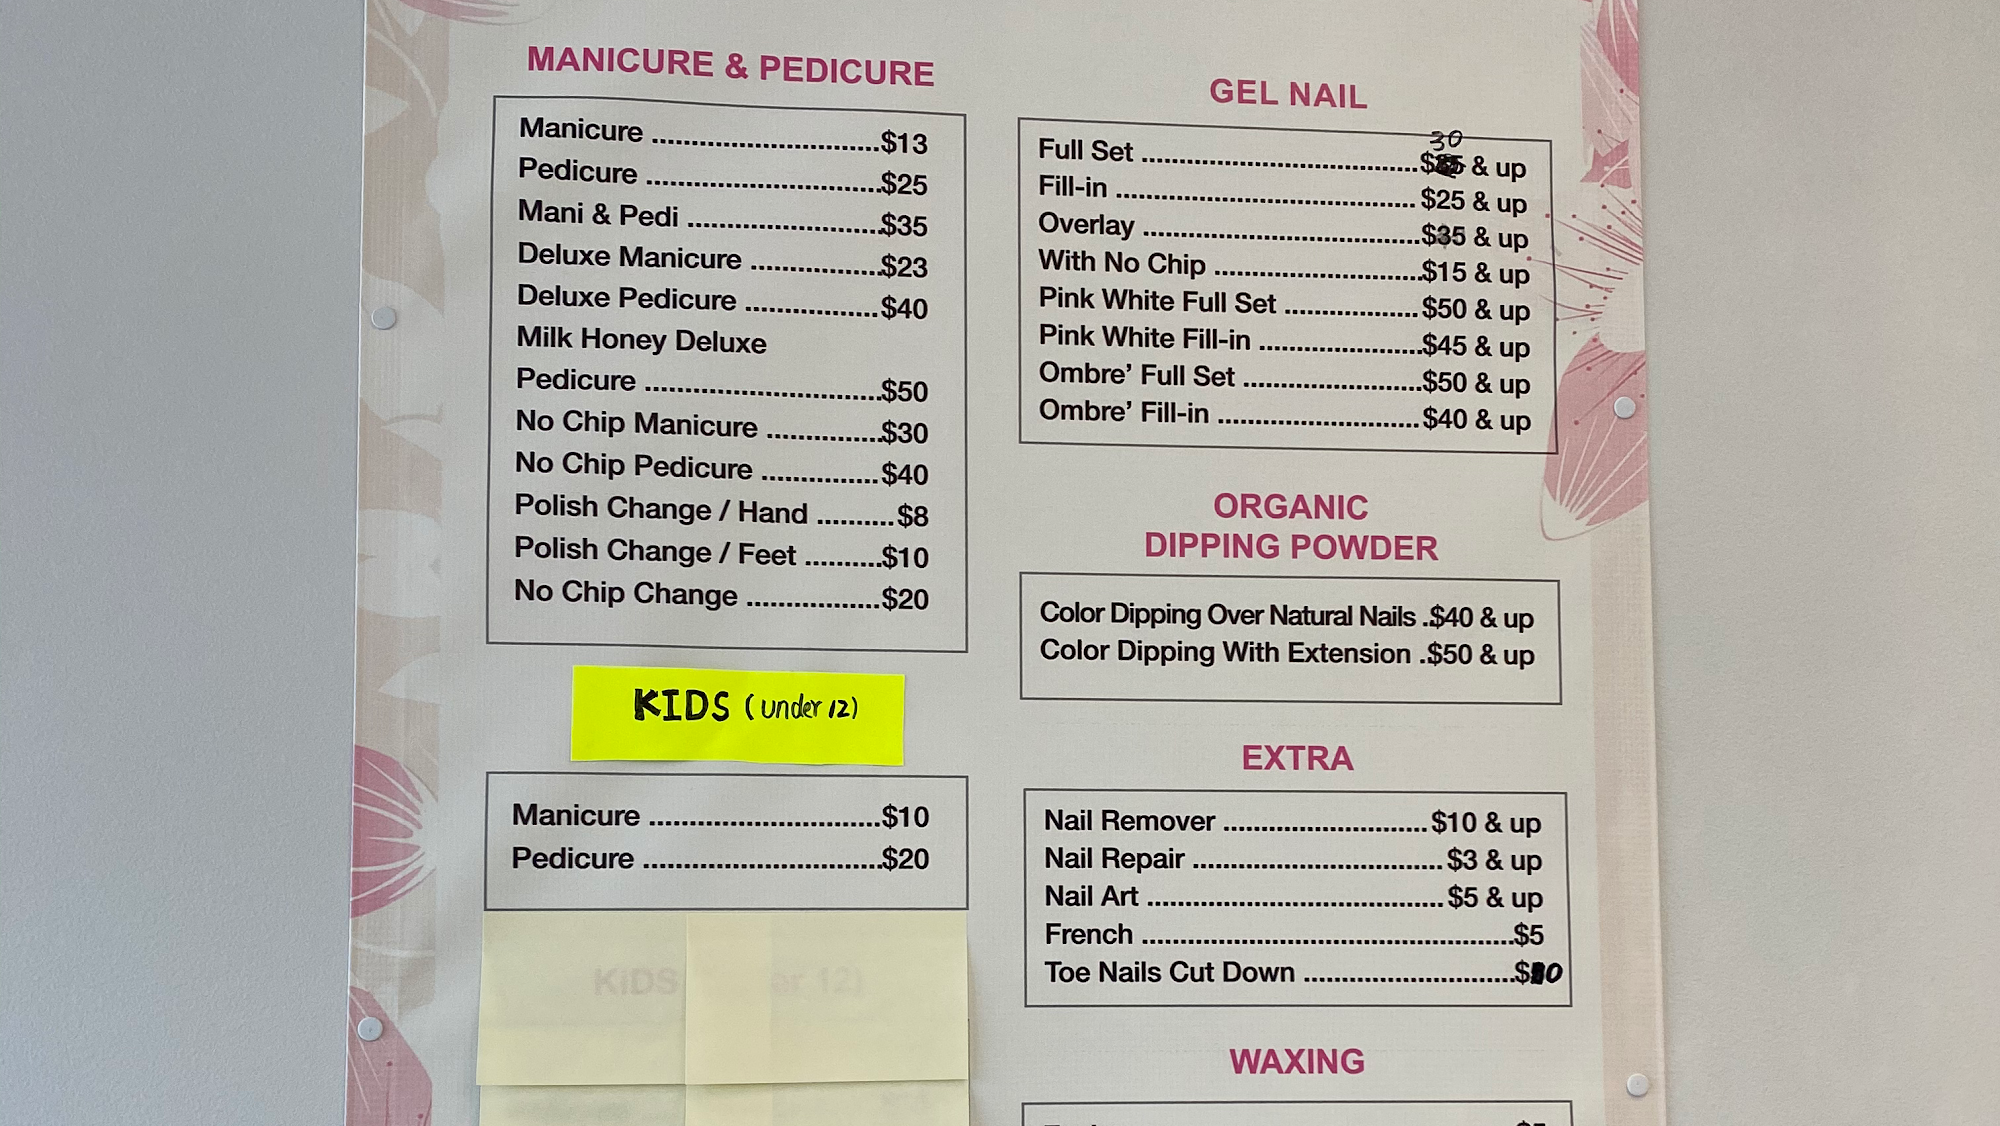 MANICURE & PEDICURE
Manicure ............................$13
Pedicure .............................$25
Mani & Pedi ........................$35
Deluxe Manicure ................$23
Deluxe Pedicure .................$40
Milk Honey Deluxe
Pedicure .............................$50
No Chip Manicure ..............$30
No Chip Pedicure ...............$40
Polish Change / Hand ..........$8
Polish Change / Feet ..........$10
No Chip Change .................$20
KIDS (under 12)
Manicure .............................$10
Pedicure ..............................$20
KiDS er 12)
GEL NAIL
30
Full Set ....................................$ & up
Fill-in ....................................... $25 & up
Overlay ....................................$35 & up
With No Chip ...........................$15 & up
Pink White Full Set .................$50 & up
Pink White Fill-in .....................$45 & up
Ombre’ Full Set .......................$50 & up
Ombre’ Fill-in ..........................$40 & up
ORGANIC
DIPPING POWDER
Color Dipping Over Natural Nails .$40 & up
Color Dipping With Extension .$50 & up
EXTRA
Nail Remover ..........................$10 & up
Nail Repair ................................$3 & up
Nail Art ......................................$5 & up
French ................................................$5
Toe Nails Cut Down ...........................$10
WAXING